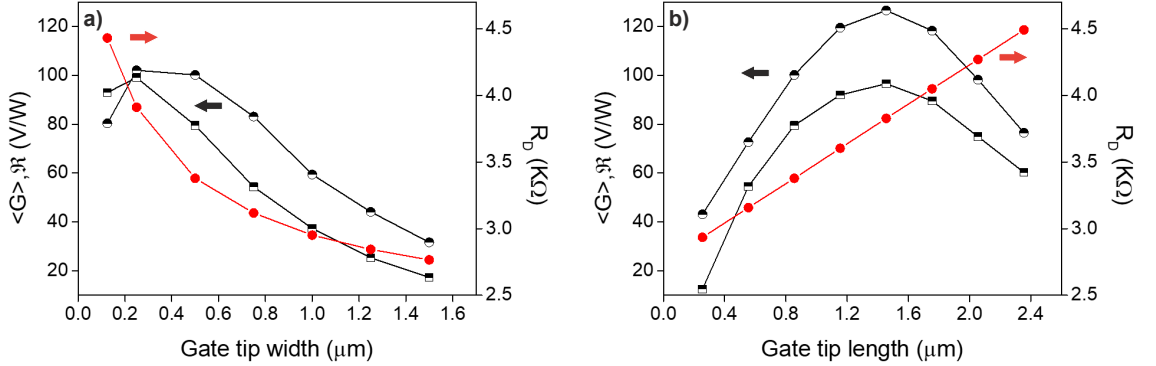 a)
<G>, ℜ (V/W)
120
100
80
60
40
20
4.5
4.0
3.5
3.0
2.5
R_D (KΩ)
0.0 0.2 0.4 0.6 0.8 1.0 1.2 1.4 1.6
Gate tip width (μm)
b)
<G>, ℜ (V/W)
120
100
80
60
40
20
4.5
4.0
3.5
3.0
2.5
R_D (KΩ)
0.0 0.4 0.8 1.2 1.6 2.0 2.4
Gate tip length (μm)